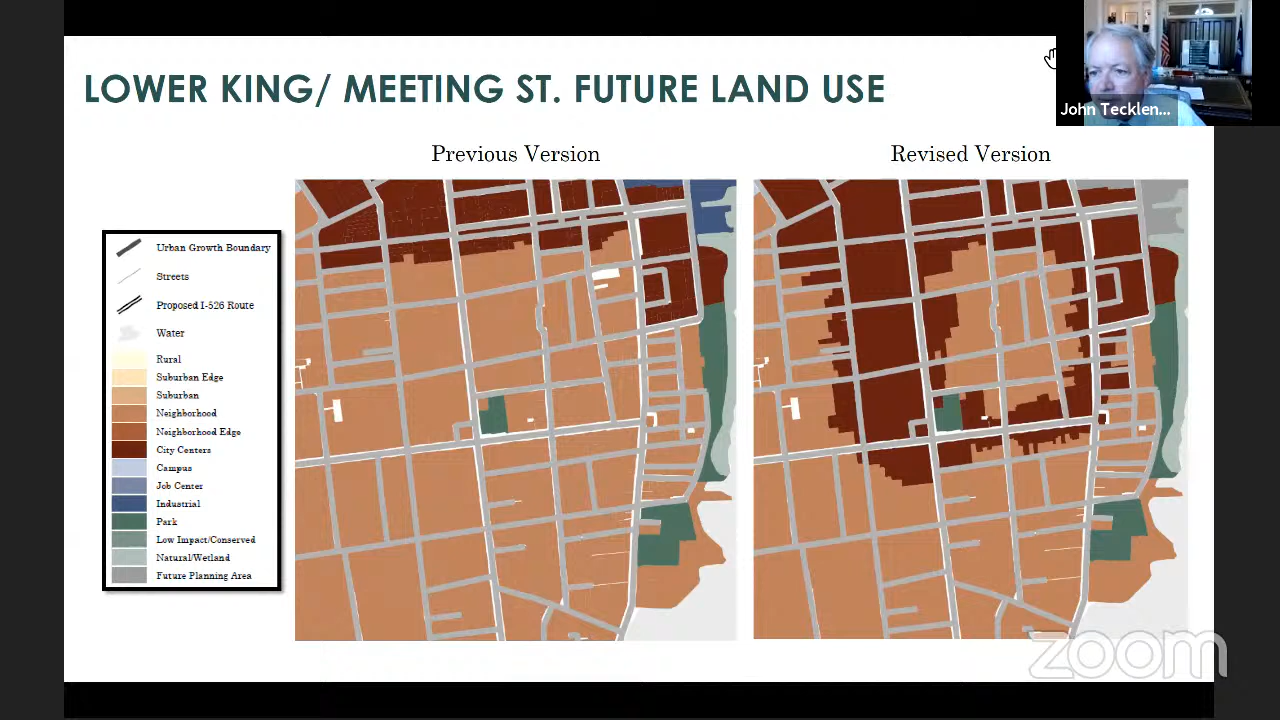 LOWER KING/ MEETING ST. FUTURE LAND USE
John Tecklen...
Previous Version
Revised Version
Urban Growth Boundary
Streets
Proposed I-526 Route
Water
Rural
Suburban Edge
Suburban
Neighborhood
Neighborhood Edge
City Centers
Campus
Job Center
Industrial
Park
Low Impact/Conserved
Natural/Wetland
Future Planning Area
zoom